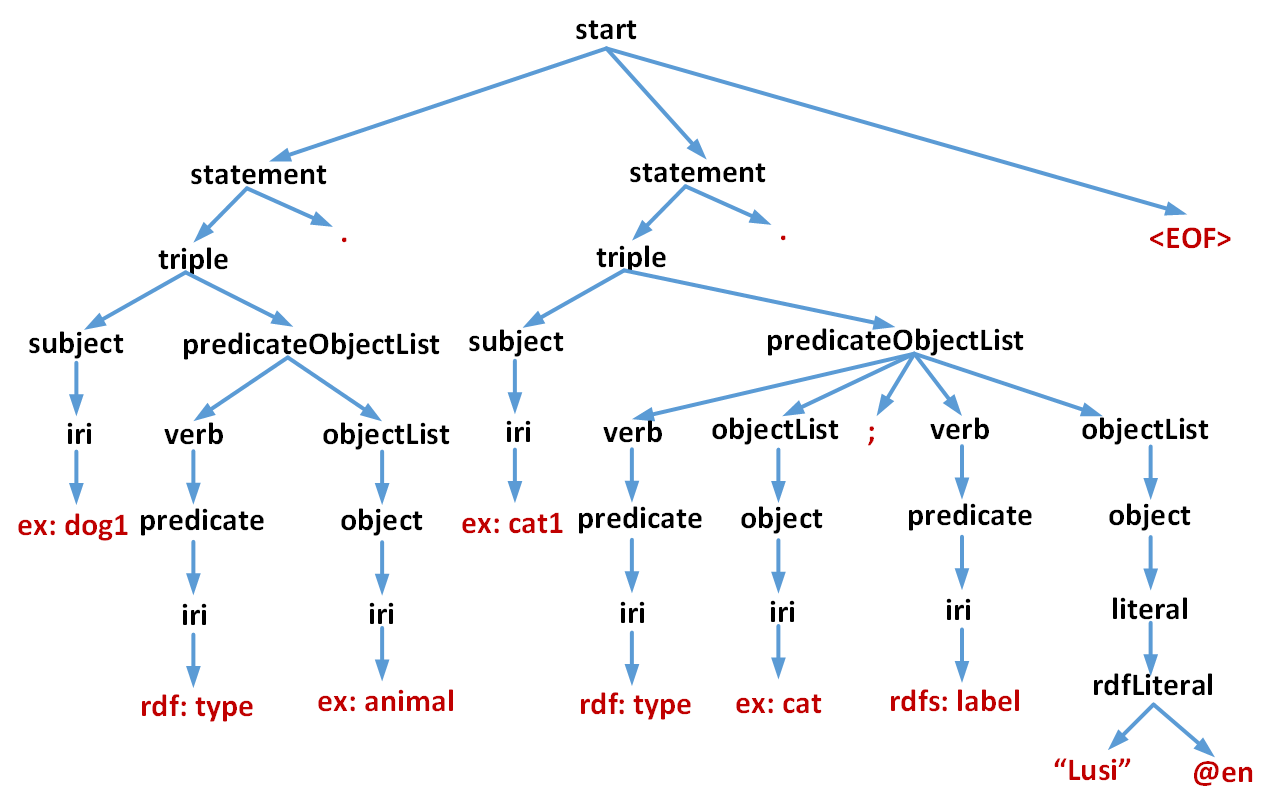 start
statement
statement
.
.
<EOF>
triple
triple
subject
predicateObjectList
subject
predicateObjectList
iri
verb
objectList
iri
verb
objectList
;
verb
objectList
ex: dog1
predicate
object
ex: cat1
predicate
object
predicate
object
iri
iri
iri
iri
iri
literal
rdf: type
ex: animal
rdf: type
ex: cat
rdfs: label
rdfLiteral
“Lusi”
@en